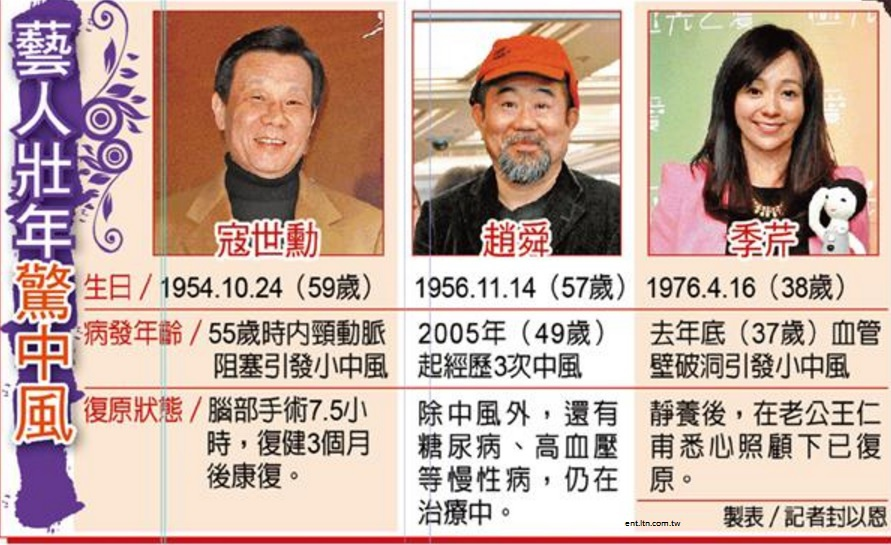 藝人壯年驚中風
寇世勳
趙舜
季芹
生日/
1954.10.24（59歲）
1956.11.14（57歲）
1976.4.16（38歲）
病發年齡/
55歲時內頸動脈
阻塞引發小中風
2005年（49歲）
起經歷3次中風
去年底（37歲）血管
壁破洞引發小中風
復原狀態/
腦部手術7.5小
時，復健3個月
後康復。
除中風外，還有
糖尿病、高血壓
等慢性病，仍在
治療中。
靜養後，在老公王仁
甫悉心照顧下已復
原。
ent.ltn.com.tw
製表/記者封以恩